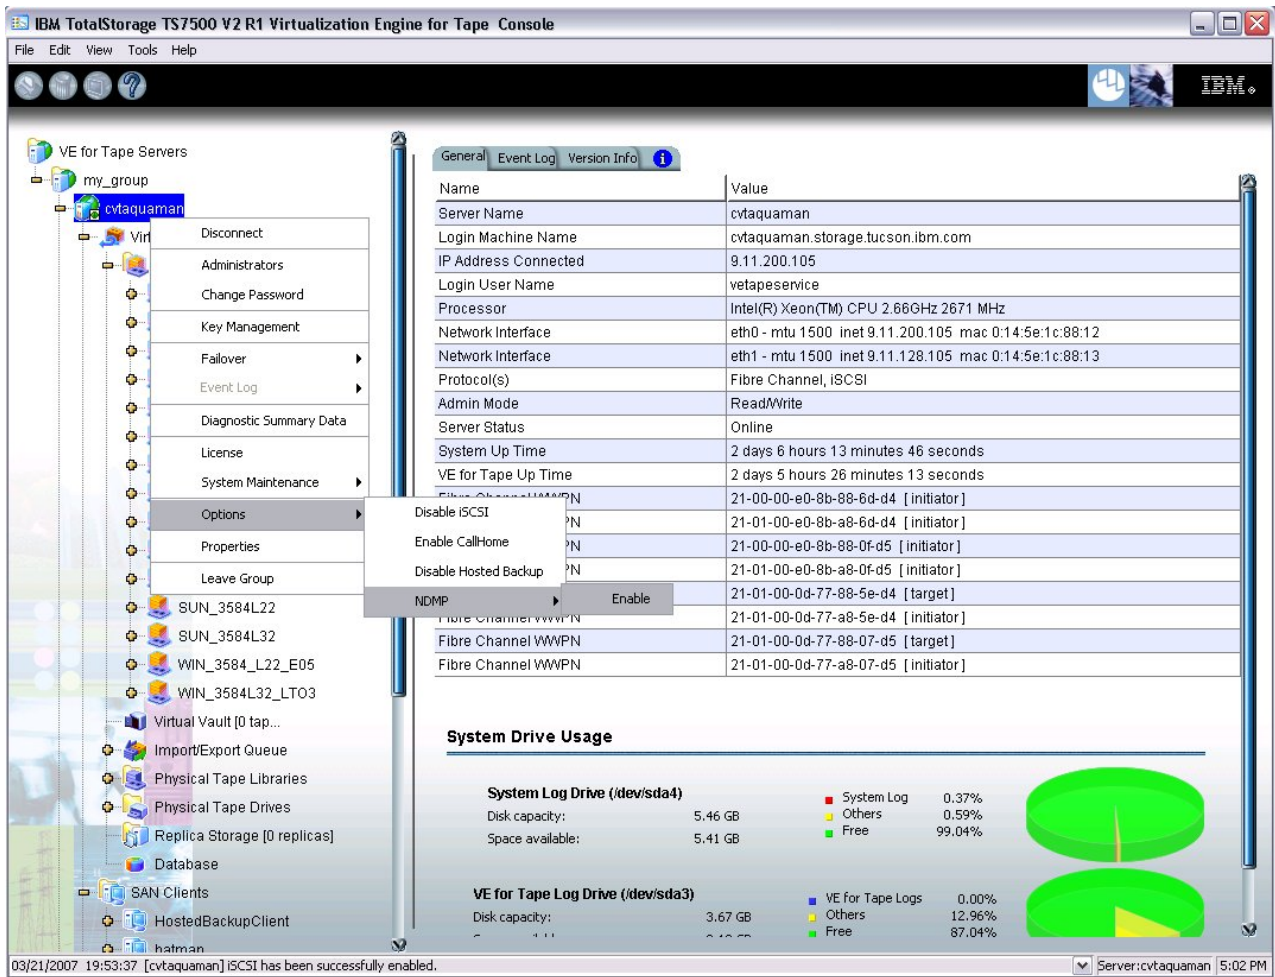 IBM TotalStorage TS7500 V2 R1 Virtualization Engine for Tape Console
File Edit View Tools Help
IBM
VE for Tape Servers
my_group
cvtaquaman
Disconnect
Administrators
Change Password
Key Management
Failover
Event Log
Diagnostic Summary Data
License
System Maintenance
Options
Properties
Leave Group
Disable iSCSI
Enable CallHome
Disable Hosted Backup
NDMP
Enable
SUN_3584L22
SUN_3584L32
WIN_3584_L22_E05
WIN_3584L32_LTO3
Virtual Vault [0 tap...
Import/Export Queue
Physical Tape Libraries
Physical Tape Drives
Replica Storage [0 replicas]
Database
SAN Clients
HostedBackupClient
batman
General Event Log Version Info
Name Value
Server Name cvtaquaman
Login Machine Name cvtaquaman.storage.tucson.ibm.com
IP Address Connected 9.11.200.105
Login User Name vetapeservice
Processor Intel(R) Xeon(TM) CPU 2.66GHz 2671 MHz
Network Interface eth0 - mtu 1500 inet 9.11.200.105 mac 0:14:5e:1c:88:12
Network Interface eth1 - mtu 1500 inet 9.11.128.105 mac 0:14:5e:1c:88:13
Protocol(s) Fibre Channel, iSCSI
Admin Mode Read/Write
Server Status Online
System Up Time 2 days 6 hours 13 minutes 46 seconds
VE for Tape Up Time 2 days 5 hours 26 minutes 13 seconds
Fibre Channel WWPN 21-00-00-e0-8b-88-6d-d4 [initiator]
21-01-00-e0-8b-a8-6d-d4 [initiator]
21-00-00-e0-8b-88-0f-d5 [initiator]
21-01-00-e0-8b-a8-0f-d5 [initiator]
21-00-00-0d-77-88-5e-d4 [target]
Fibre Channel WWPN 21-01-00-0d-77-a8-5e-d4 [initiator]
Fibre Channel WWPN 21-00-00-0d-77-88-07-d5 [target]
Fibre Channel WWPN 21-01-00-0d-77-a8-07-d5 [initiator]
System Drive Usage
System Log Drive (/dev/sda4)
Disk capacity: 5.46 GB
Space available: 5.41 GB
System Log 0.37%
Others 0.59%
Free 99.04%
VE for Tape Log Drive (/dev/sda3)
Disk capacity: 3.67 GB
VE for Tape Logs 0.00%
Others 12.96%
Free 87.04%
03/21/2007 19:53:37 [cvtaquaman] iSCSI has been successfully enabled.
Server:cvtaquaman 5:02 PM